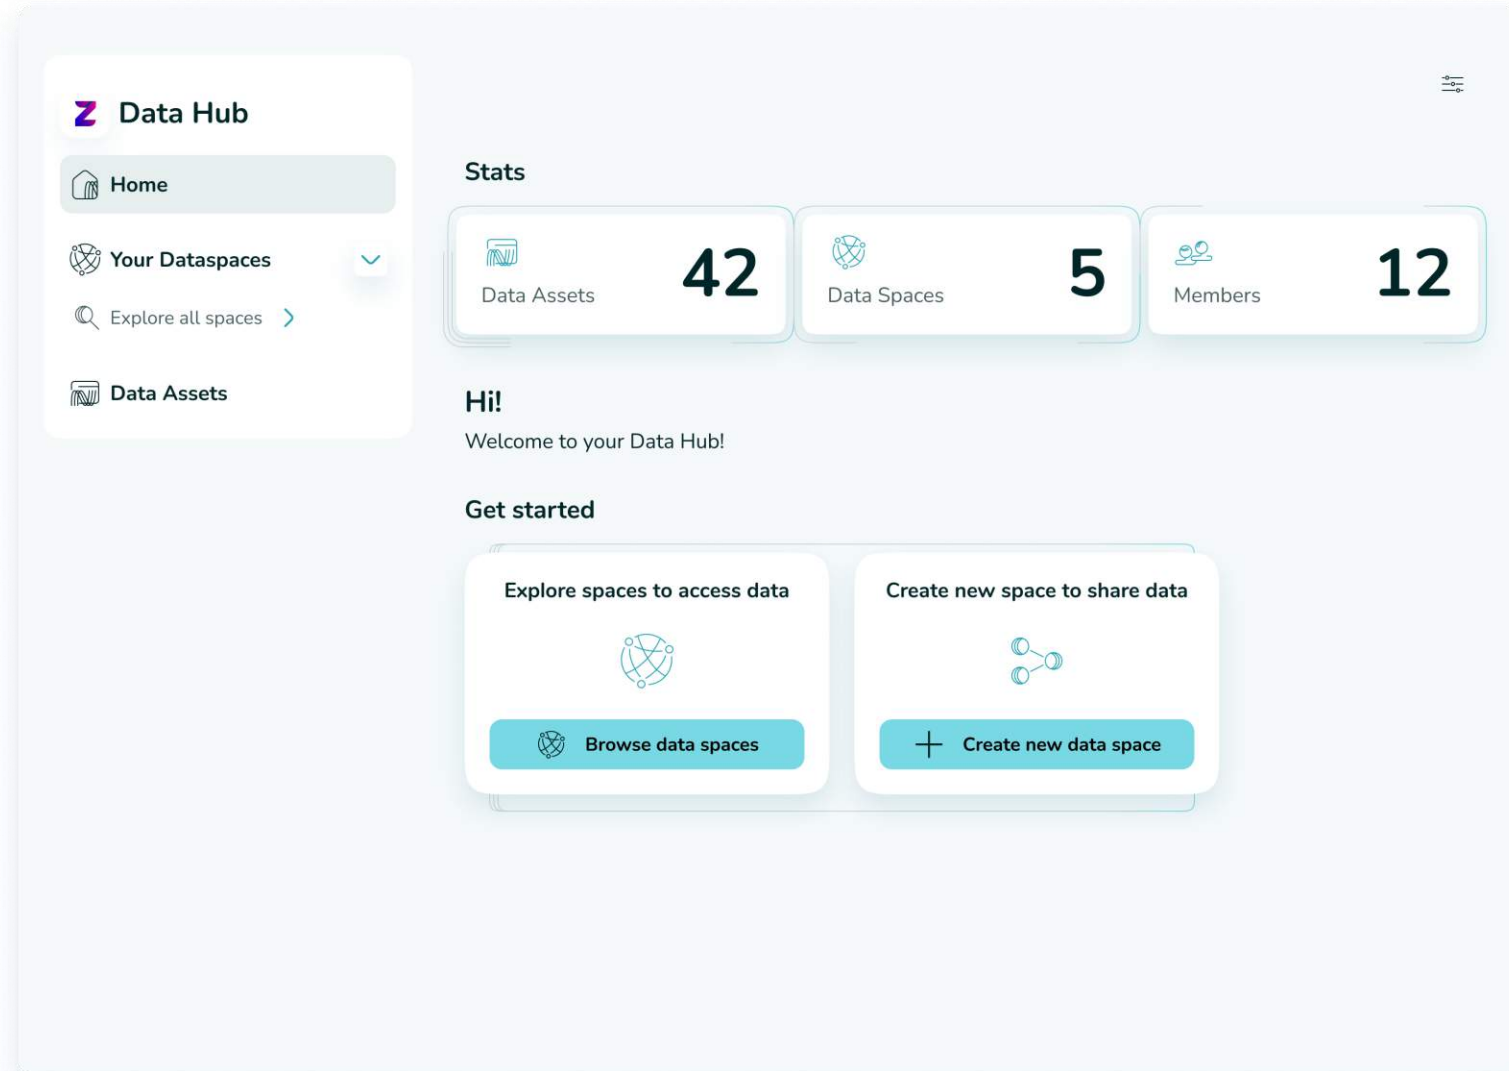 Data Hub
Home
Your Dataspaces
Explore all spaces
Data Assets
Stats
Data Assets
42
Data Spaces
5
Members
12
Hi!
Welcome to your Data Hub!
Get started
Explore spaces to access data
Browse data spaces
Create new space to share data
Create new data space